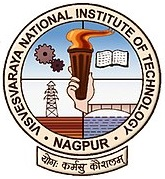 VISVESVARAYA NATIONAL INSTITUTE OF TECHNOLOGY
• NAGPUR •
योगः कर्मसु कौशलम्